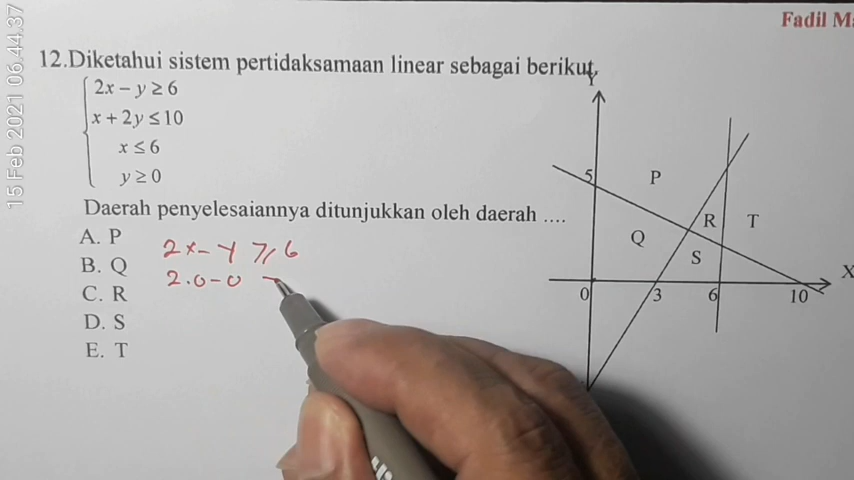 15 Feb 2021 06.44.37
Fadil M
12.Diketahui sistem pertidaksamaan linear sebagai berikut,
2x – y ≥ 6
x + 2y ≤ 10
x ≤ 6
y ≥ 0
Daerah penyelesaiannya ditunjukkan oleh daerah ....
A. P
B. Q
C. R
D. S
E. T
2x – y ≥ 6
2.0 – 0
Y
5
P
Q
R
T
S
X
0
3
6
10